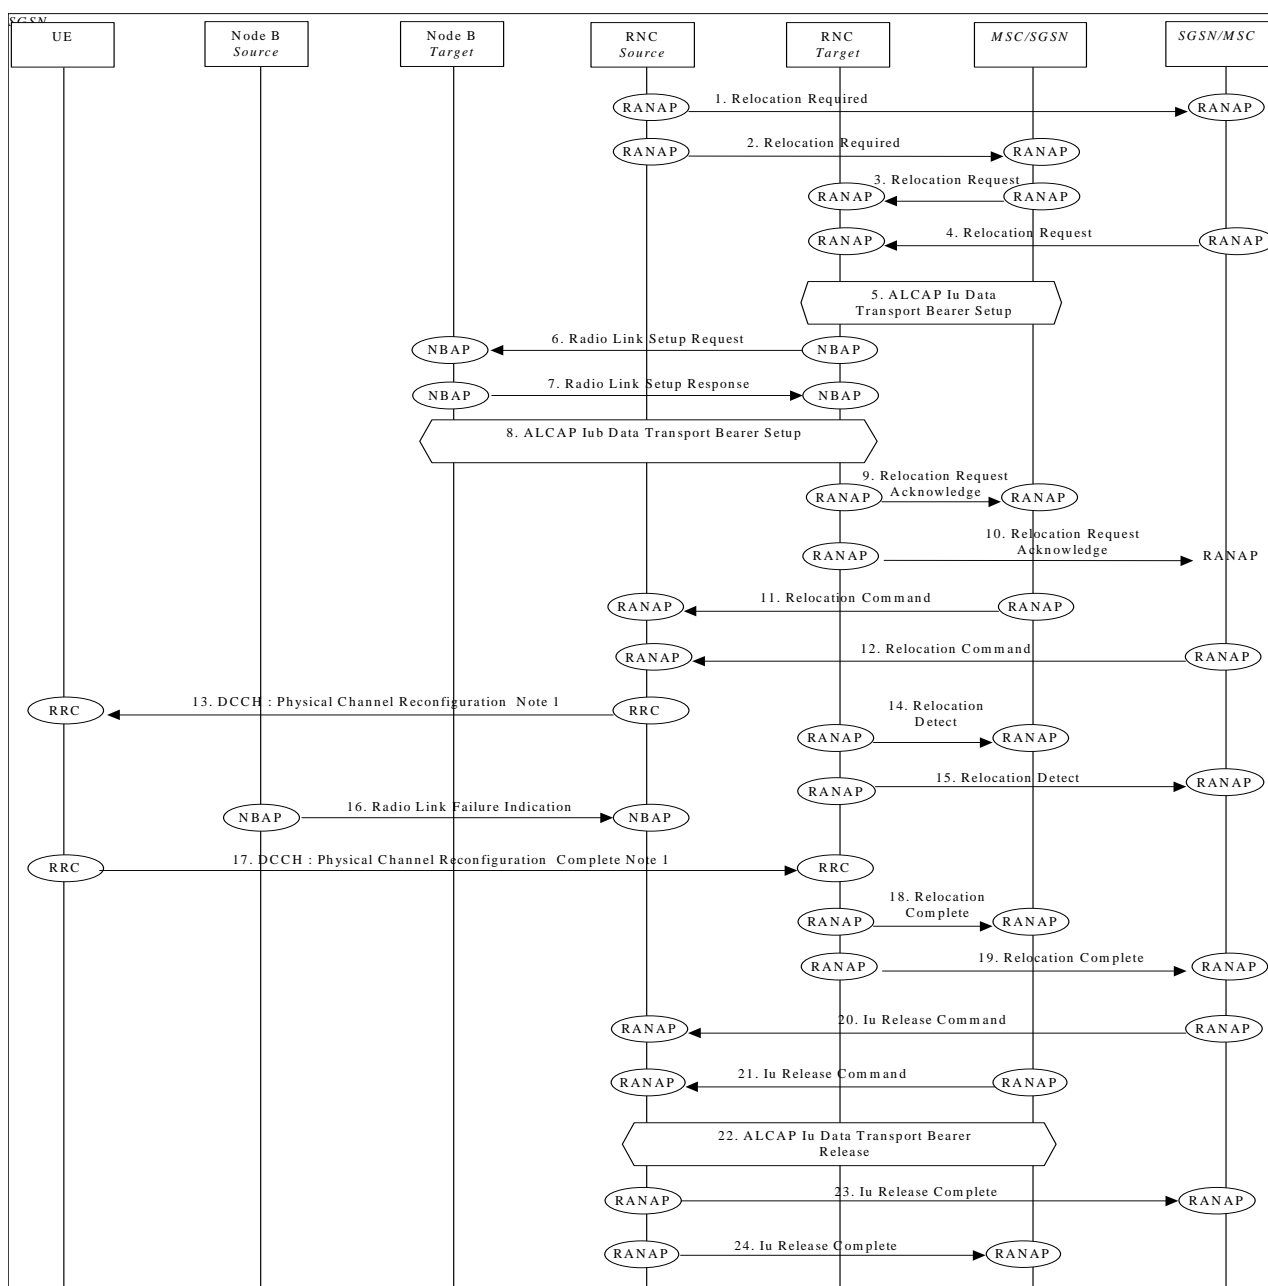 SGSN
UE
Node B
Source
Node B
Target
RNC
Source
RNC
Target
MSC/SGSN
SGSN/MSC
RANAP
1. Relocation Required
RANAP
RANAP
2. Relocation Required
RANAP
RANAP
3. Relocation Request
RANAP
RANAP
4. Relocation Request
RANAP
5. ALCAP Iu Data
Transport Bearer Setup
NBAP
6. Radio Link Setup Request
NBAP
NBAP
7. Radio Link Setup Response
NBAP
8. ALCAP Iub Data Transport Bearer Setup
RANAP
9. Relocation Request
Acknowledge
RANAP
RANAP
10. Relocation Request
Acknowledge
RANAP
RANAP
11. Relocation Command
RANAP
RANAP
12. Relocation Command
RANAP
RRC
13. DCCH : Physical Channel Reconfiguration Note 1
RRC
RANAP
14. Relocation
Detect
RANAP
RANAP
15. Relocation Detect
RANAP
NBAP
16. Radio Link Failure Indication
NBAP
RRC
17. DCCH : Physical Channel Reconfiguration Complete Note 1
RRC
RANAP
18. Relocation
Complete
RANAP
RANAP
19. Relocation Complete
RANAP
RANAP
20. Iu Release Command
RANAP
RANAP
21. Iu Release Command
RANAP
22. ALCAP Iu Data Transport Bearer
Release
RANAP
23. Iu Release Complete
RANAP
RANAP
24. Iu Release Complete
RANAP